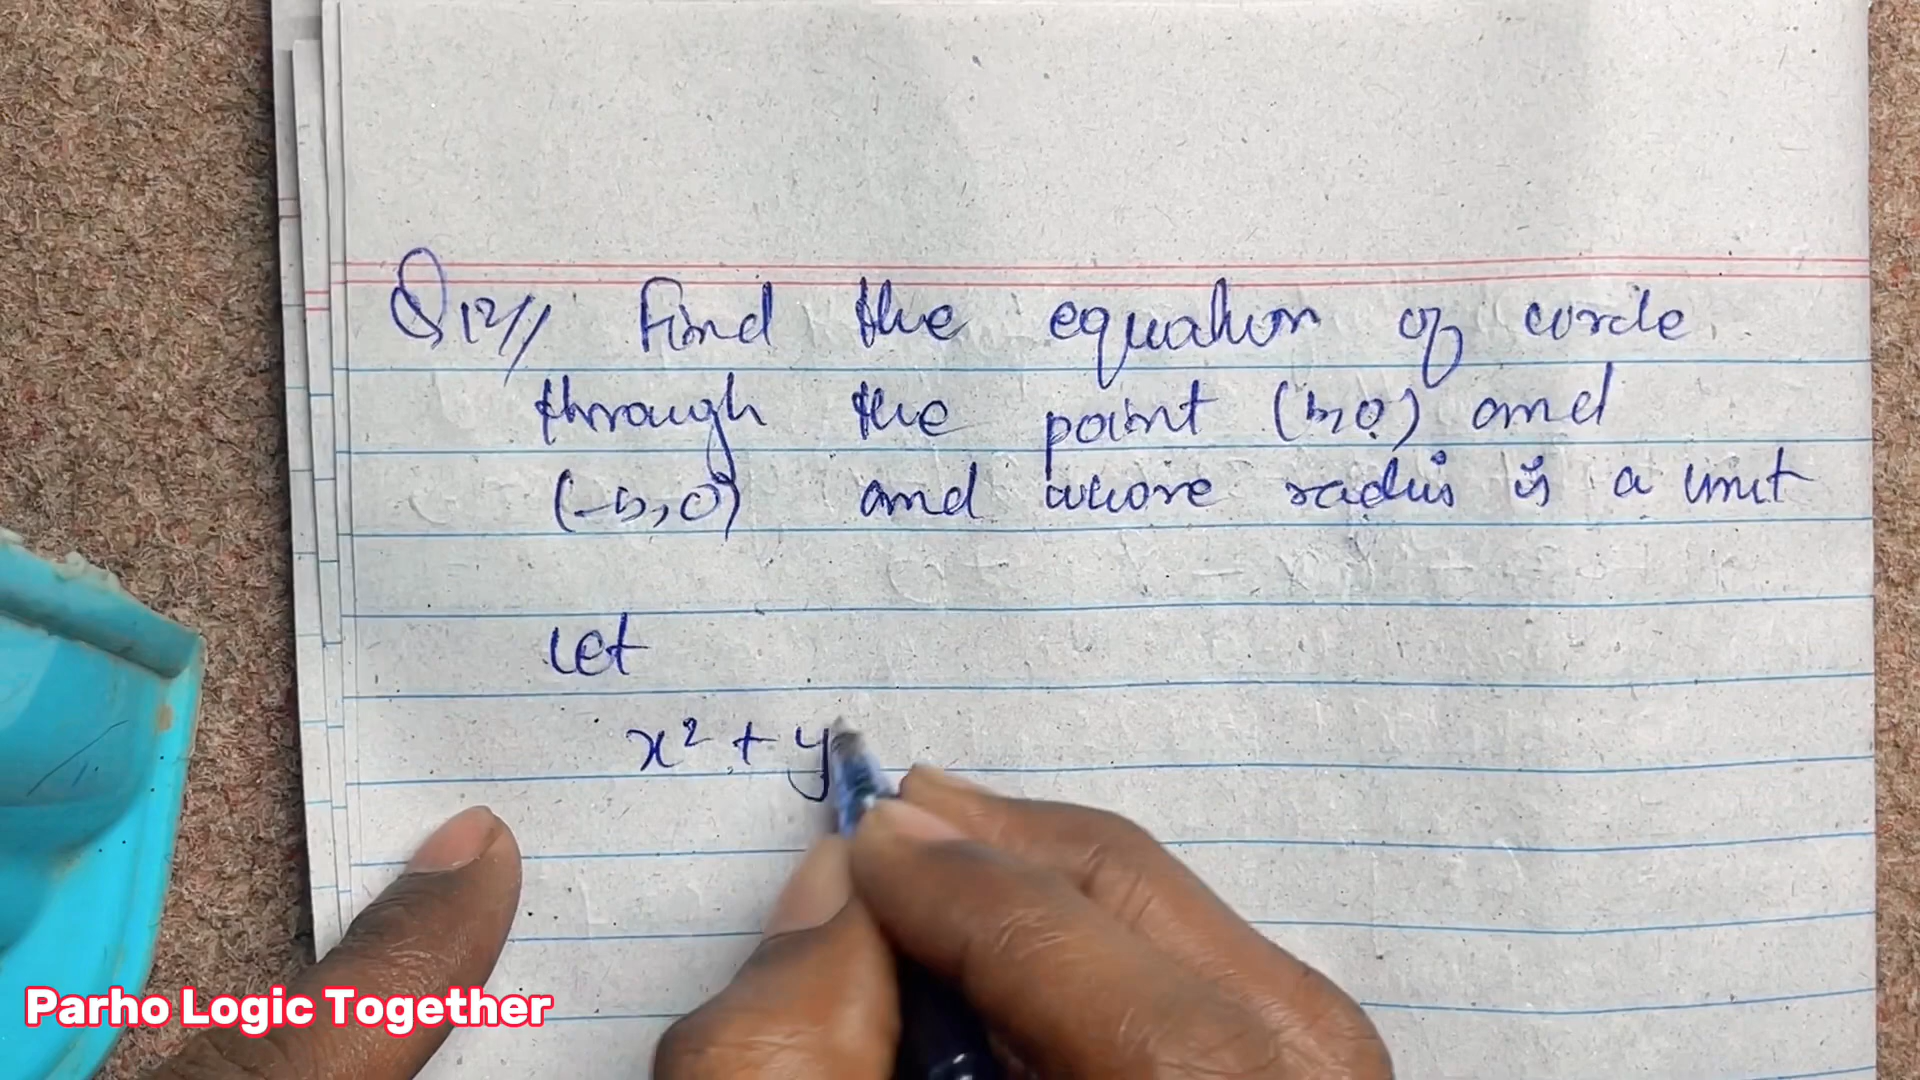 Q12// Find the equation of circle
through the point (b,0) and
(-b,0) and whose radius is a unit
Let
x² + y
Parho Logic Together